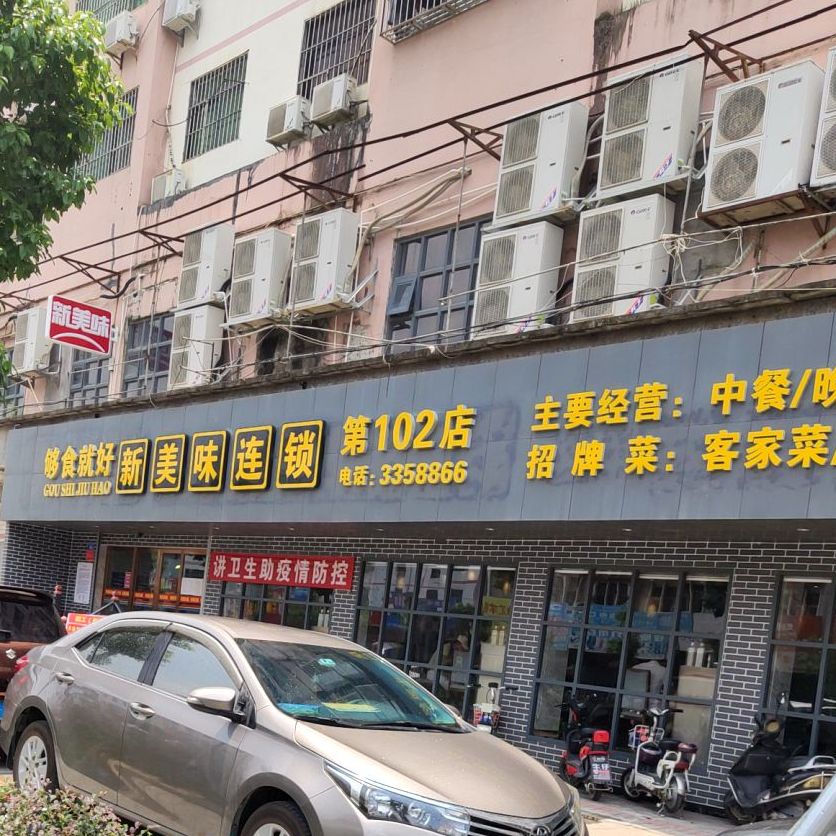 新美味
够食就好
GOU SHI JIU HAO
新美味连锁
第102店
电话:3358866
主要经营:中餐/晚
招牌菜:客家菜
讲卫生助疫情防控